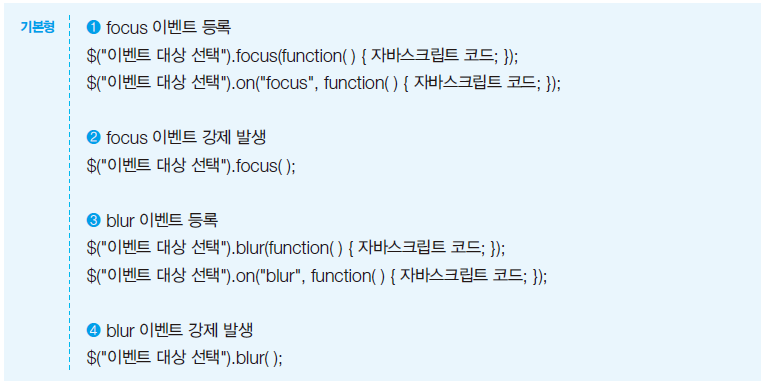 기본형
❶ focus 이벤트 등록
$("이벤트 대상 선택").focus(function( ) { 자바스크립트 코드; });
$("이벤트 대상 선택").on("focus", function( ) { 자바스크립트 코드; });
❷ focus 이벤트 강제 발생
$("이벤트 대상 선택").focus( );
❸ blur 이벤트 등록
$("이벤트 대상 선택").blur(function( ) { 자바스크립트 코드; });
$("이벤트 대상 선택").on("blur", function( ) { 자바스크립트 코드; });
❹ blur 이벤트 강제 발생
$("이벤트 대상 선택").blur( );